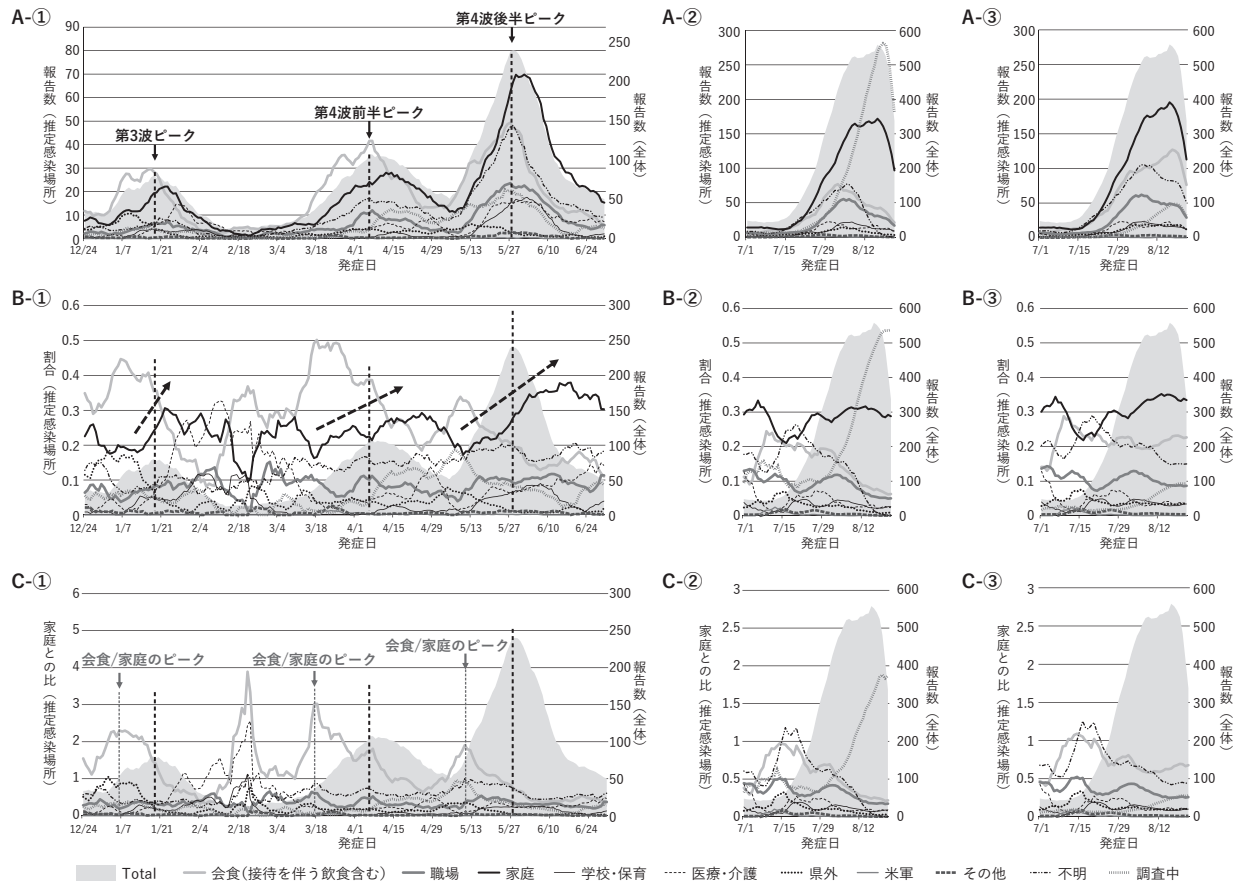 A-①
第3波ピーク
第4波前半ピーク
第4波後半ピーク
報告数（推定感染場所）
90
80
70
60
50
40
30
20
10
0
250
200
150
100
50
0
報告数（全体）
12/24 1/7 1/21 2/4 2/18 3/4 3/18 4/1 4/15 4/29 5/13 5/27 6/10 6/24
発症日
A-②
報告数（推定感染場所）
300
250
200
150
100
50
0
600
500
400
300
200
100
0
報告数（全体）
7/1 7/15 7/29 8/12
発症日
A-③
報告数（推定感染場所）
300
250
200
150
100
50
0
600
500
400
300
200
100
0
報告数（全体）
7/1 7/15 7/29 8/12
発症日
B-①
割合（推定感染場所）
0.6
0.5
0.4
0.3
0.2
0.1
0
300
250
200
150
100
50
0
報告数（全体）
12/24 1/7 1/21 2/4 2/18 3/4 3/18 4/1 4/15 4/29 5/13 5/27 6/10 6/24
発症日
B-②
割合（推定感染場所）
0.6
0.5
0.4
0.3
0.2
0.1
0
600
500
400
300
200
100
0
報告数（全体）
7/1 7/15 7/29 8/12
発症日
B-③
割合（推定感染場所）
0.6
0.5
0.4
0.3
0.2
0.1
0
600
500
400
300
200
100
0
報告数（全体）
7/1 7/15 7/29 8/12
発症日
C-①
会食/家庭のピーク
会食/家庭のピーク
会食/家庭のピーク
家庭との比（推定感染場所）
6
5
4
3
2
1
0
300
250
200
150
100
50
0
報告数（全体）
12/24 1/7 1/21 2/4 2/18 3/4 3/18 4/1 4/15 4/29 5/13 5/27 6/10 6/24
発症日
C-②
家庭との比（推定感染場所）
3
2.5
2
1.5
1
0.5
0
600
500
400
300
200
100
0
報告数（全体）
7/1 7/15 7/29 8/12
発症日
C-③
家庭との比（推定感染場所）
3
2.5
2
1.5
1
0.5
0
600
500
400
300
200
100
0
報告数（全体）
7/1 7/15 7/29 8/12
発症日
Total 会食(接待を伴う飲食含む) 職場 家庭 学校・保育 医療・介護 県外 米軍 その他 不明 調査中